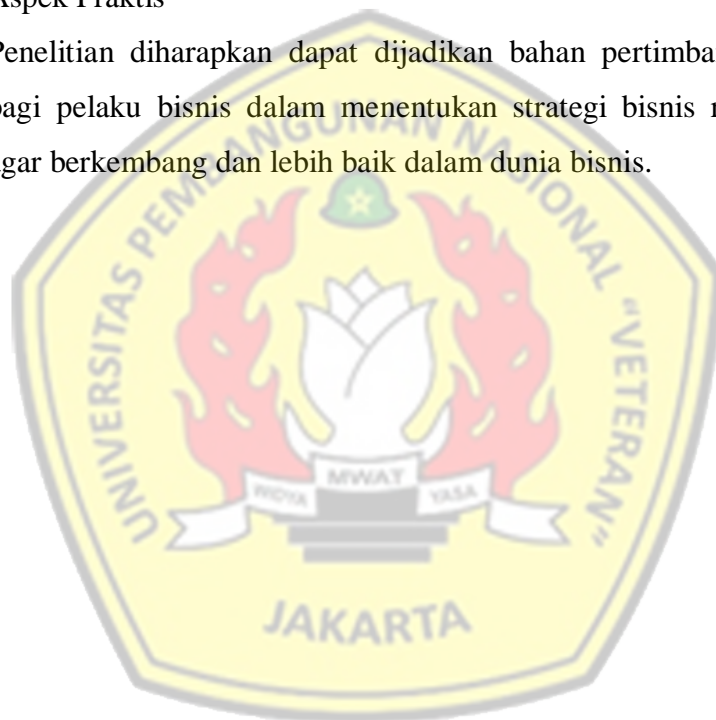 Aspek Praktis
Penelitian diharapkan dapat dijadikan bahan
bagi pelaku bisnis dalam menentukan strategi bisnis
agar berkembang dan lebih baik dalam dunia bisnis.
UNIVERSITAS PEMBANGUNAN NASIONAL "VETERAN"
WIDYA MWAT YASA
JAKARTA